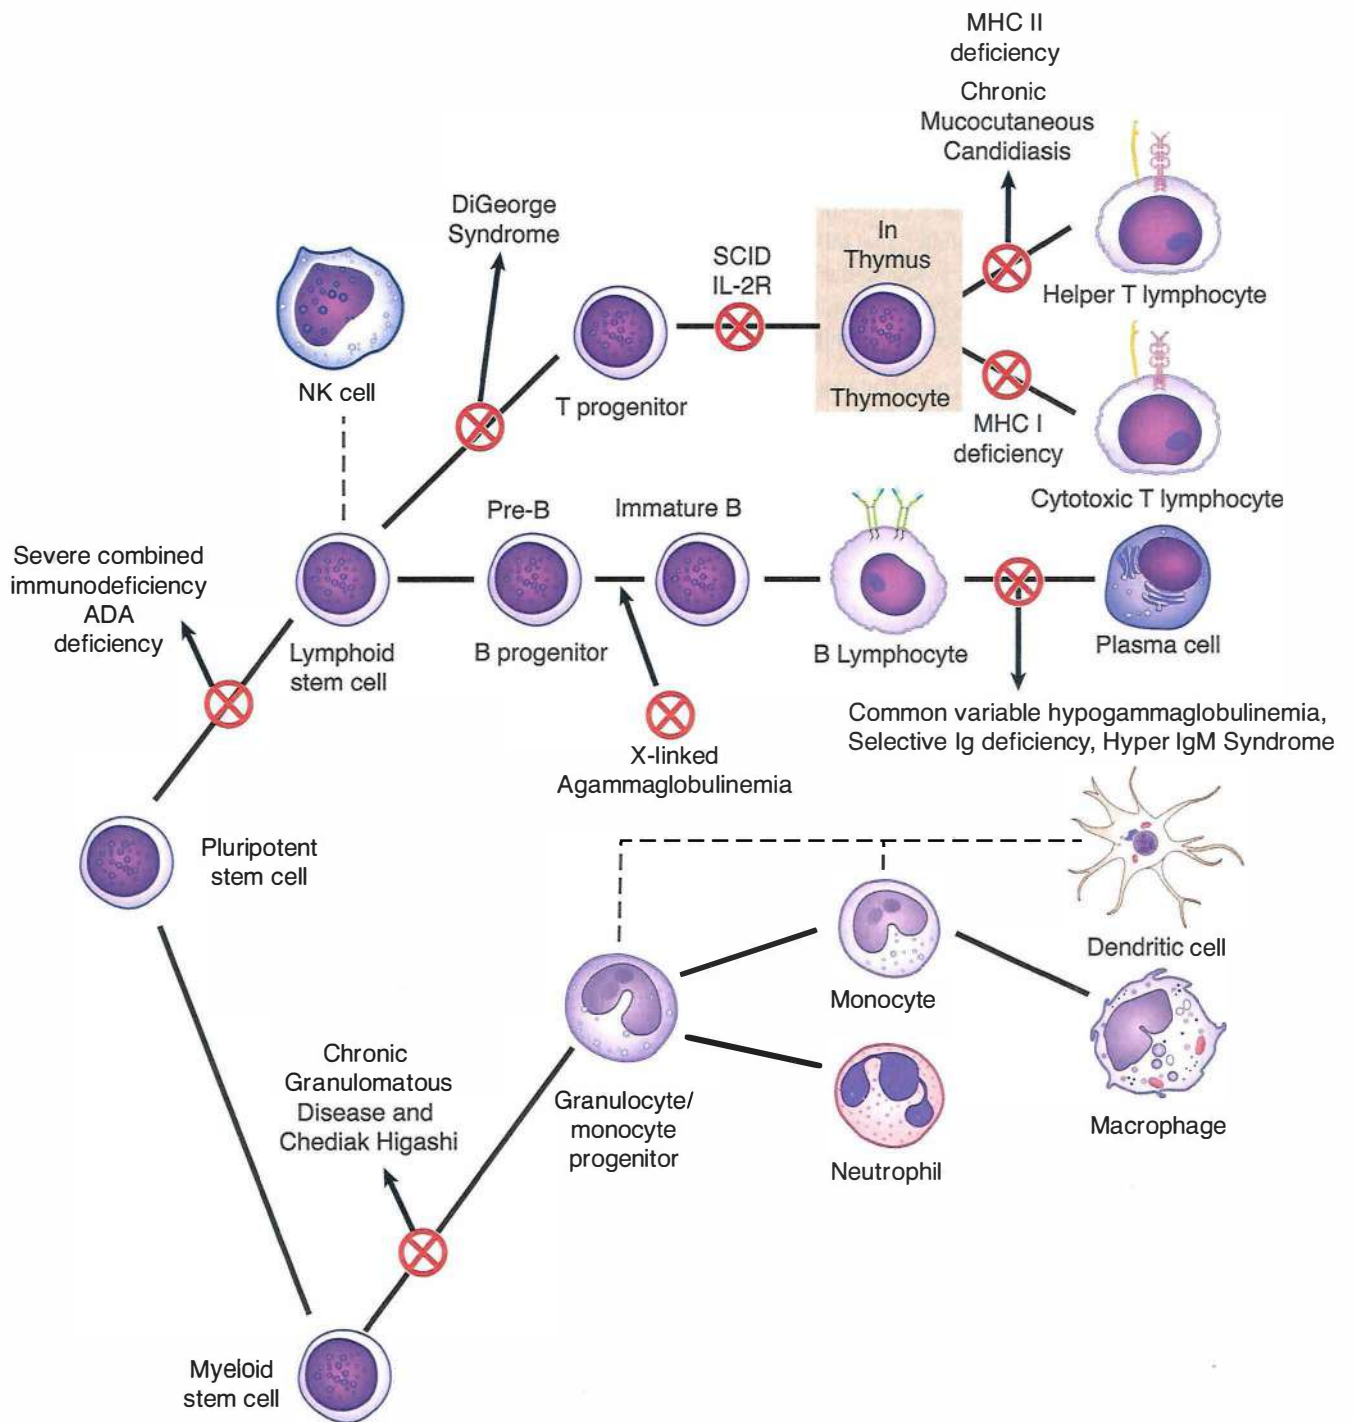 MHC II
deficiency
Chronic
Mucocutaneous
Candidiasis
DiGeorge
Syndrome
SCID
IL-2R
In
Thymus
Helper T lymphocyte
NK cell
T progenitor
Thymocyte
MHC I
deficiency
Cytotoxic T lymphocyte
Pre-B
Immature B
Severe combined
immunodeficiency
ADA
deficiency
Lymphoid
stem cell
B progenitor
B Lymphocyte
Plasma cell
Common variable hypogammaglobulinemia,
Selective Ig deficiency, Hyper IgM Syndrome
X-linked
Agammaglobulinemia
Pluripotent
stem cell
Dendritic cell
Monocyte
Chronic
Granulomatous
Disease and
Chediak Higashi
Granulocyte/
monocyte
progenitor
Macrophage
Neutrophil
Myeloid
stem cell